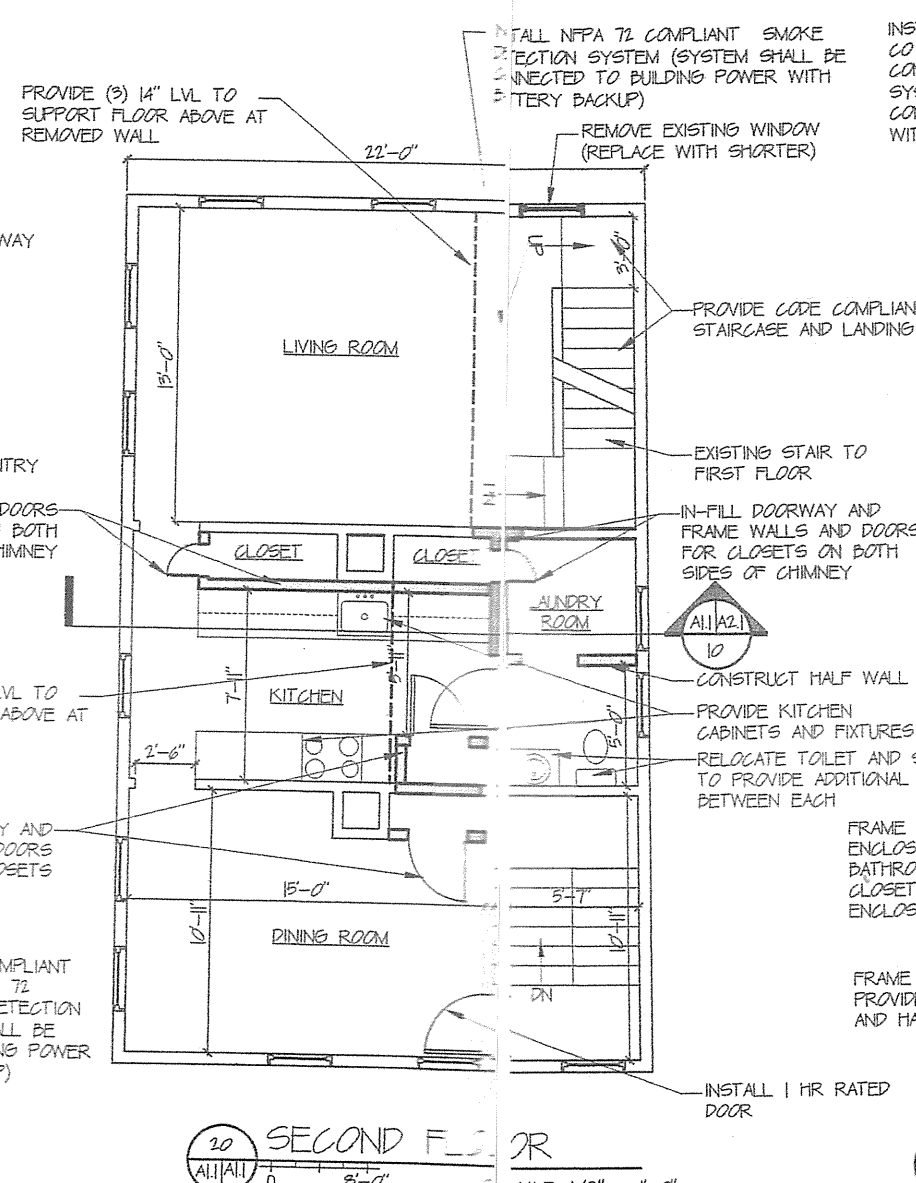 TALL NFPA 72 COMPLIANT SMOKE
ECTION SYSTEM (SYSTEM SHALL BE
NNECTED TO BUILDING POWER WITH
TTERY BACKUP)
INS
CO
CO
SYS
CO
WIT
PROVIDE (3) 14" LVL TO
SUPPORT FLOOR ABOVE AT
REMOVED WALL
REMOVE EXISTING WINDOW
(REPLACE WITH SHORTER)
22'-0"
WAY
UP
3'-0"
PROVIDE CODE COMPLIAN
STAIRCASE AND LANDING
LIVING ROOM
13'-0"
NTRY
EXISTING STAIR TO
FIRST FLOOR
DOORS
BOTH
HIMNEY
IN-FILL DOORWAY AND
FRAME WALLS AND DOORS
FOR CLOSETS ON BOTH
SIDES OF CHIMNEY
CLOSET
CLOSET
AUNDRY
ROOM
A1.1 A2.1
10
7'-11"
5'-11"
KITCHEN
CONSTRUCT HALF WALL
LVL TO
ABOVE AT
PROVIDE KITCHEN
CABINETS AND FIXTURES
5'-0"
2'-6"
RELOCATE TOILET AND S
TO PROVIDE ADDITIONAL
BETWEEN EACH
Y AND
DOORS
OSETS
FRAME
ENCLOS
BATHRO
CLOSET
ENCLOS
15'-0"
5'-7"
10'-11"
10'-11"
DINING ROOM
DN
MPLIANT
72
ETECTION
ALL BE
NG POWER
P)
FRAME
PROVIDE
AND HA
INSTALL 1 HR RATED
DOOR
20
A1.1 A1.1
SECOND FLOOR
0 8'-0"